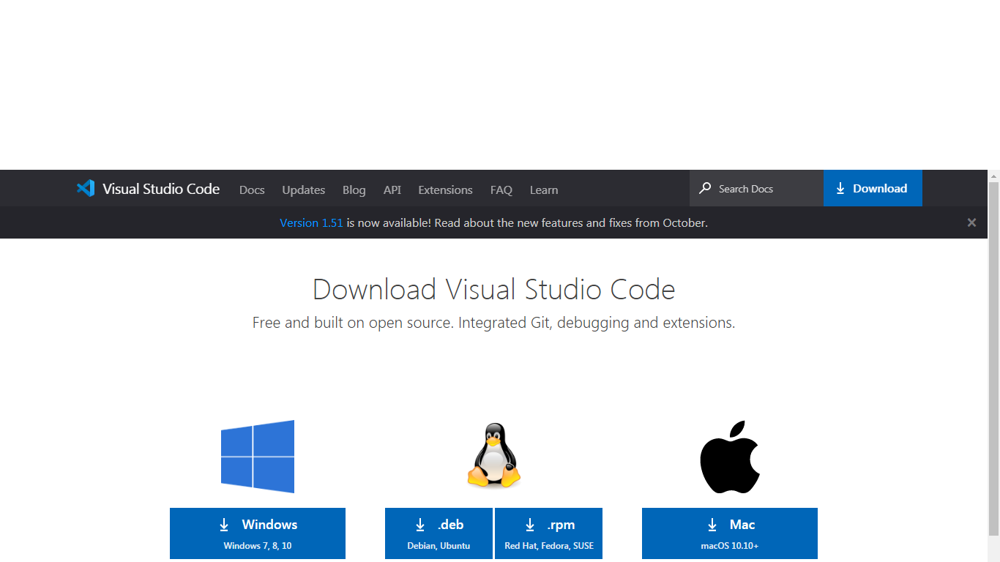 Visual Studio Code Docs Updates Blog API Extensions FAQ Learn Search Docs Download
Version 1.51 is now available! Read about the new features and fixes from October.
Download Visual Studio Code
Free and built on open source. Integrated Git, debugging and extensions.
Windows
Windows 7, 8, 10
.deb
Debian, Ubuntu
.rpm
Red Hat, Fedora, SUSE
Mac
macOS 10.10+